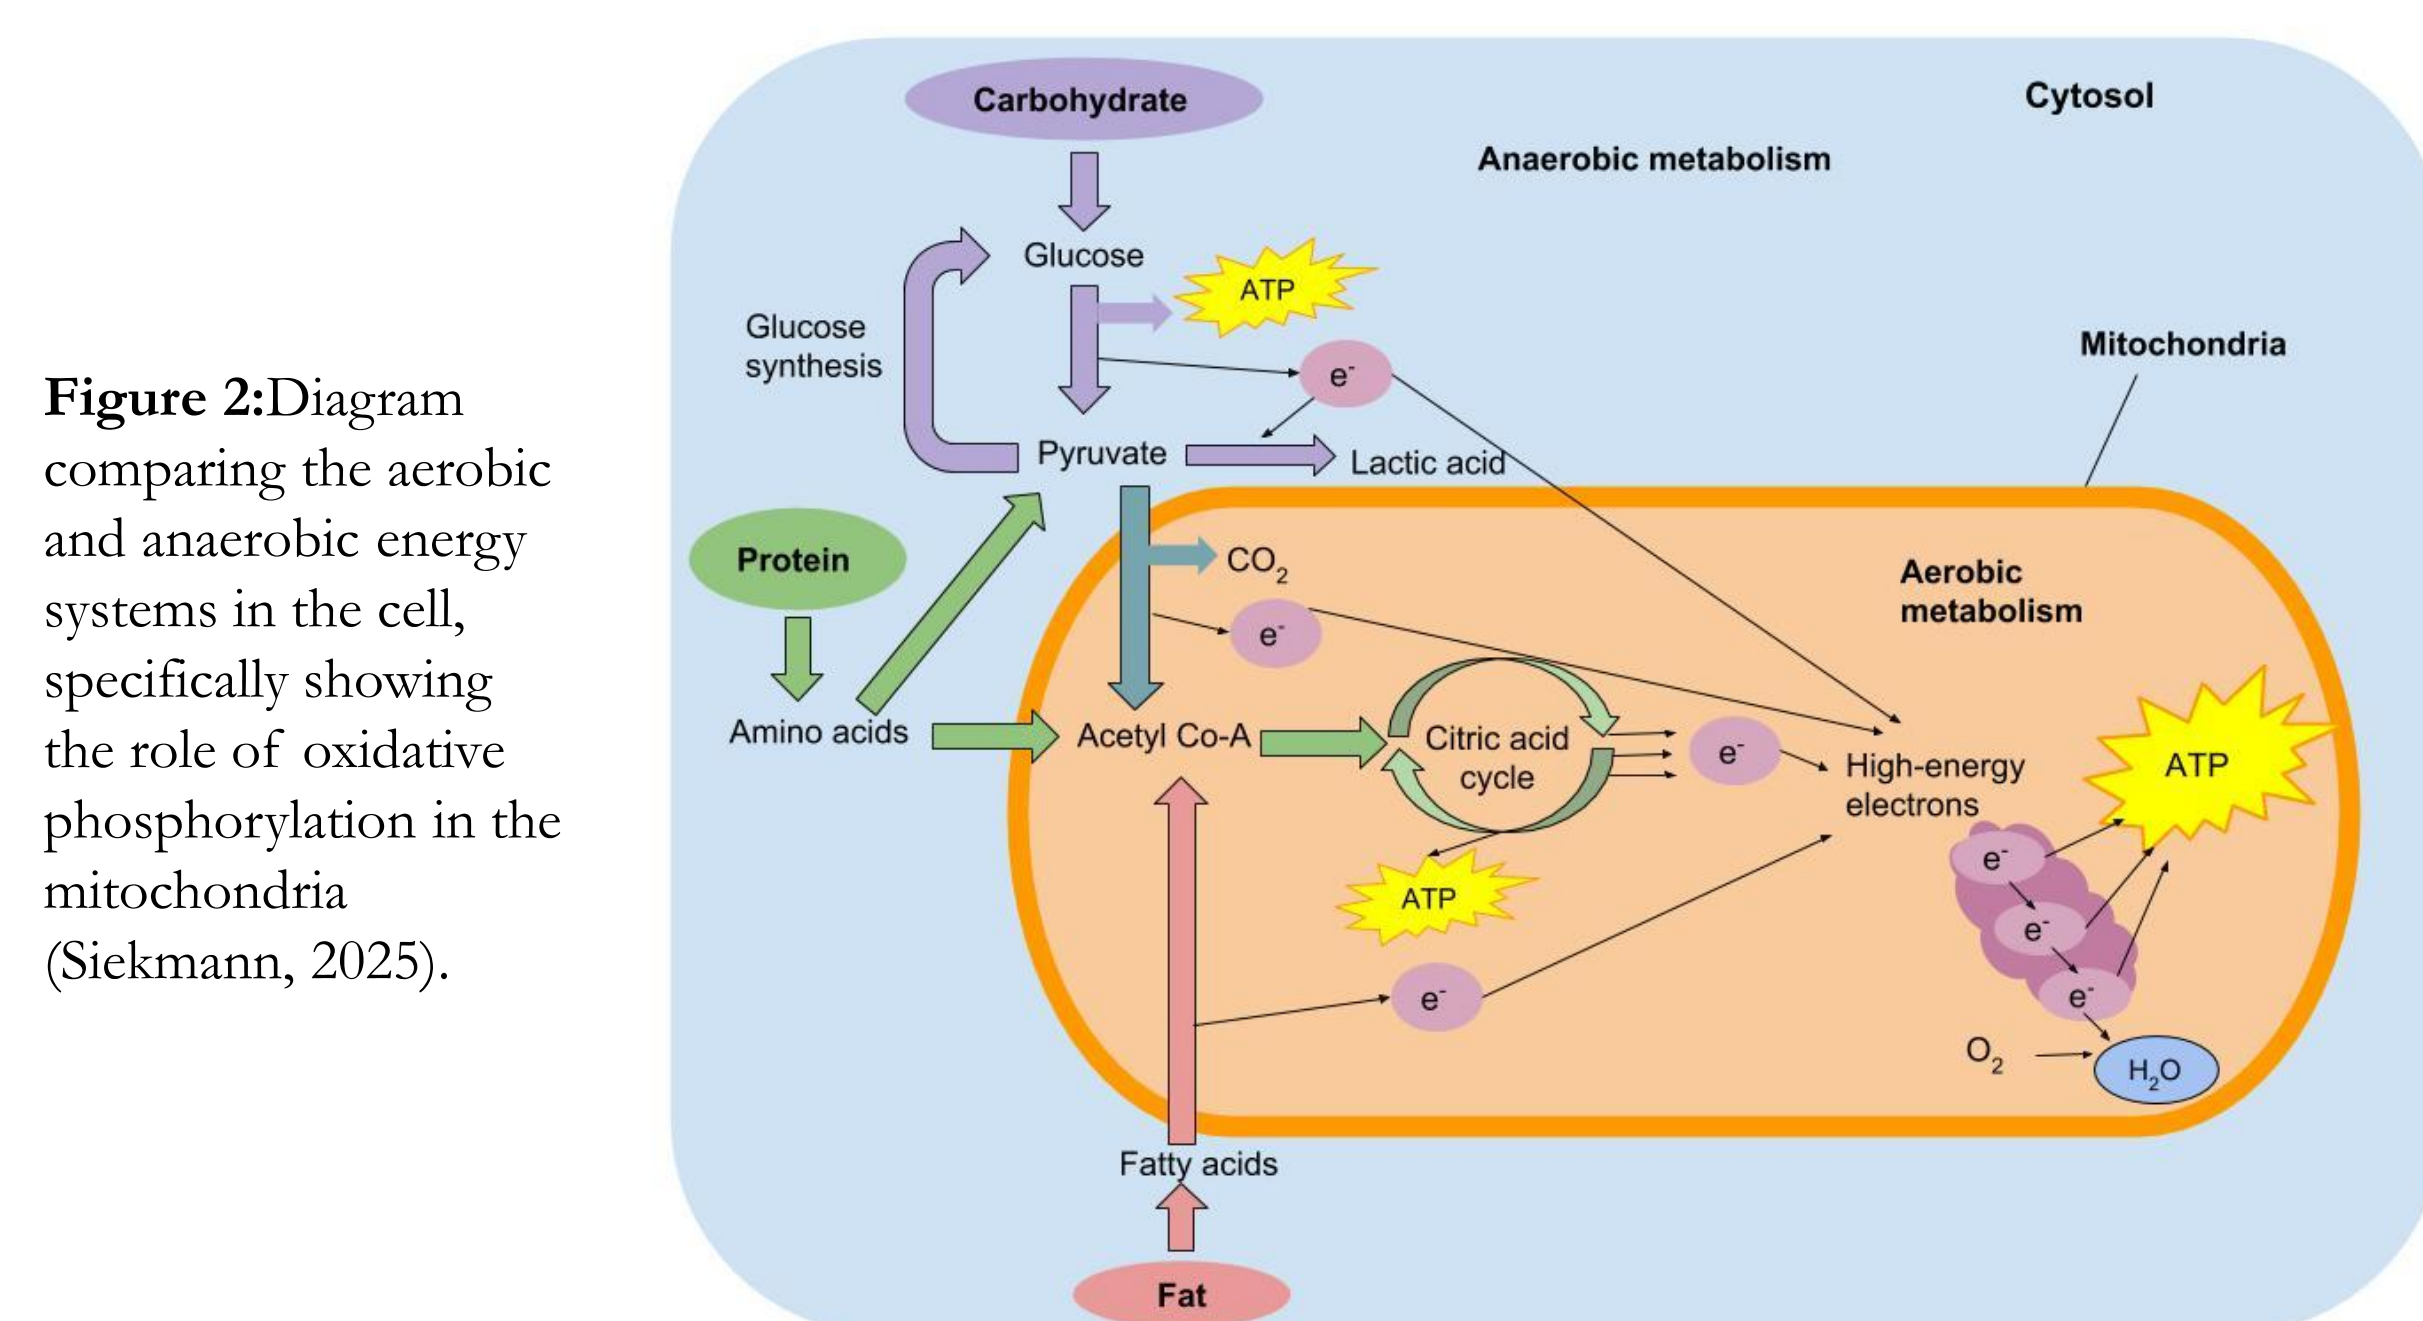 Figure 2:Diagram
comparing the aerobic
and anaerobic energy
systems in the cell,
specifically showing
the role of oxidative
phosphorylation in the
mitochondria
(Siekmann, 2025).
Carbohydrate
Cytosol
Anaerobic metabolism
Glucose
ATP
Glucose
synthesis
Mitochondria
e⁻
Pyruvate
Lactic acid
Protein
CO₂
Aerobic
metabolism
e⁻
Amino acids
Acetyl Co-A
Citric acid
cycle
e⁻
High-energy
electrons
ATP
ATP
e⁻
e⁻
e⁻
e⁻
O₂
H₂O
Fatty acids
Fat